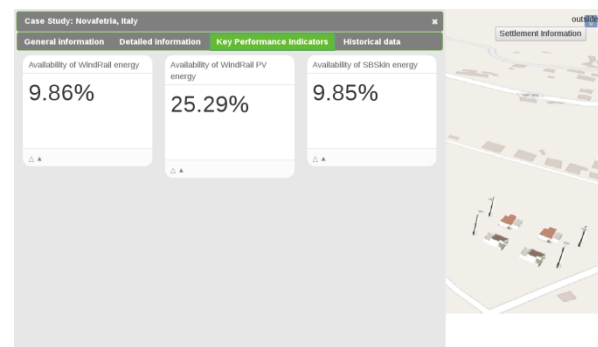 Case Study: Novafetria, Italy
×
outside
Settlement Information
General information Detailed information Key Performance Indicators Historical data
Availability of WindRail energy
9.86%
Availability of WindRail PV
energy
25.29%
Availability of SBSkin energy
9.85%